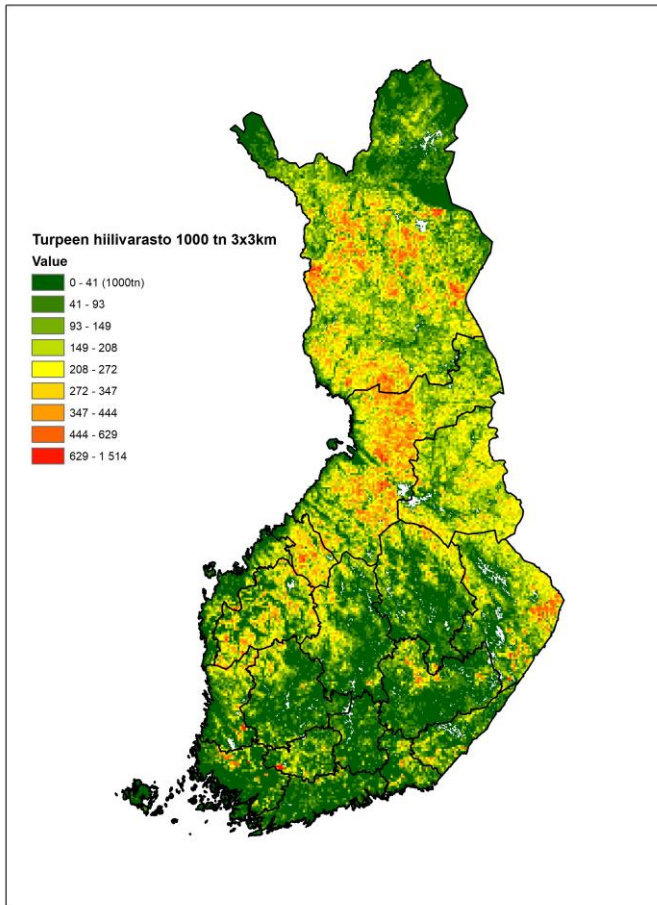 Turpeen hiilivarasto 1000 tn 3x3km
Value
0 - 41 (1000tn)
41 - 93
93 - 149
149 - 208
208 - 272
272 - 347
347 - 444
444 - 629
629 - 1 514